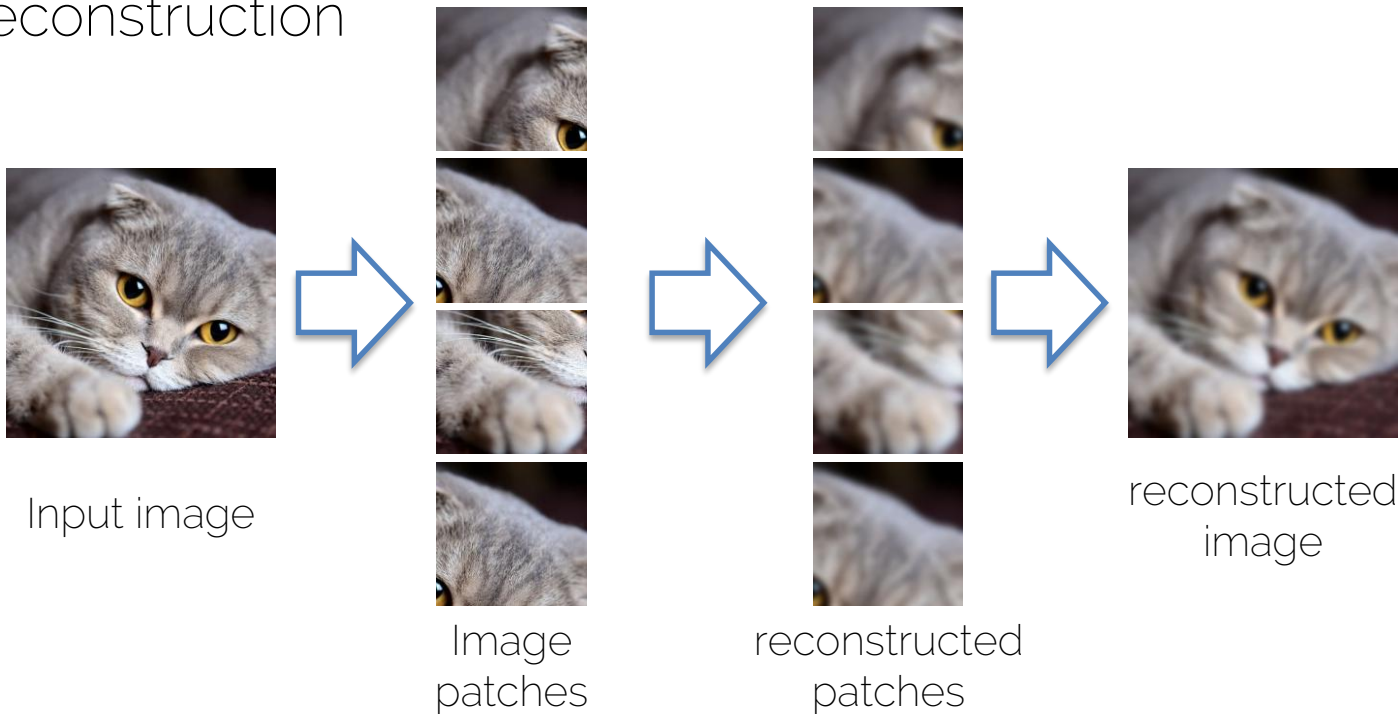 econstruction
Input image
Image
patches
reconstructed
patches
reconstructed
image